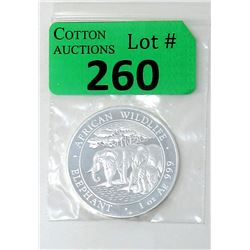 COTTON
AUCTIONS
Lot #
260
AFRICAN WILDLIFE
ELEPHANT
1 oz Ag 999